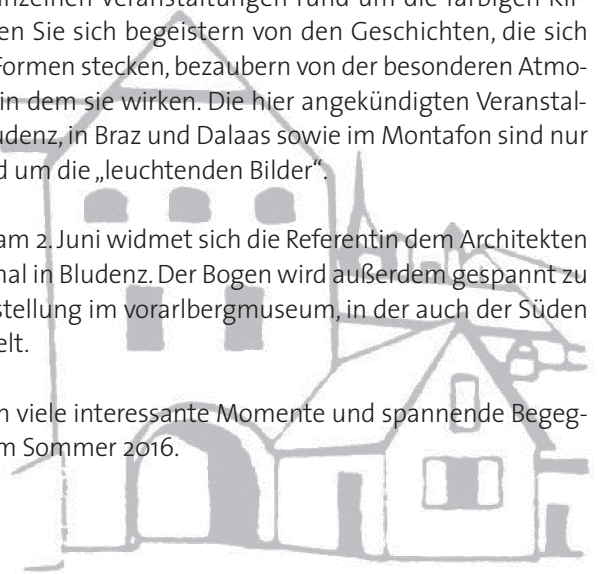 inzelnen Veranstaltungen rund um die farbigen Kir-
en Sie sich begeistern von den Geschichten, die sich
Formen stecken, bezaubern von der besonderen Atmo-
in dem sie wirken. Die hier angekündigten Veranstal-
udenz, in Braz und Dalaas sowie im Montafon sind nur
d um die „leuchtenden Bilder“.
am 2. Juni widmet sich die Referentin dem Architekten
nal in Bludenz. Der Bogen wird außerdem gespannt zu
stellung im vorarlbergmuseum, in der auch der Süden
elt.
n viele interessante Momente und spannende Begeg-
m Sommer 2016.